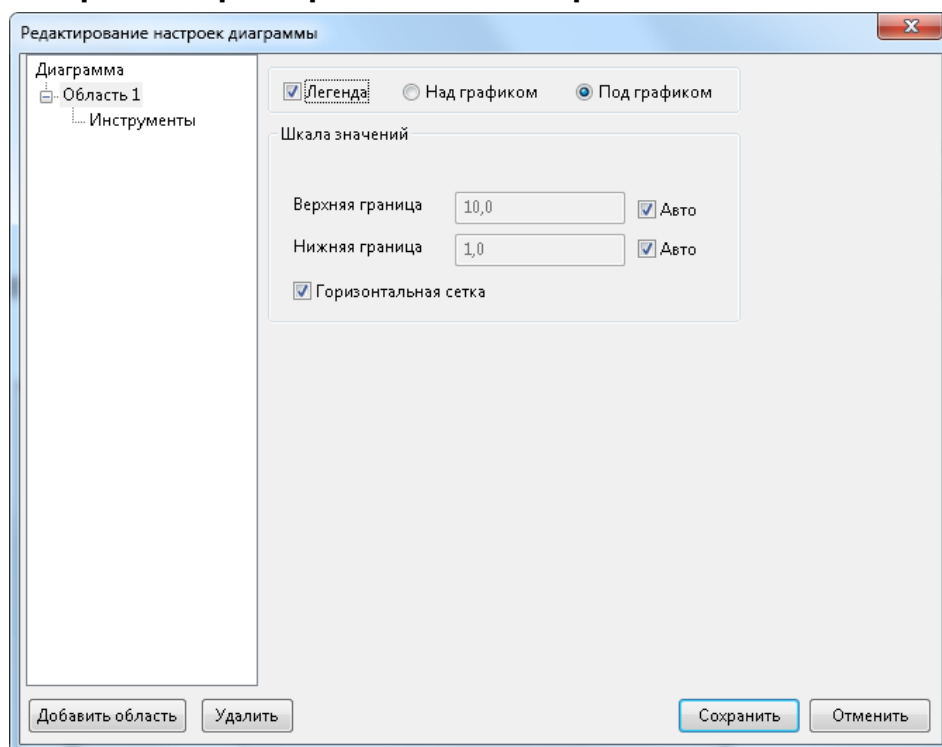 Редактирование настроек диаграммы
Диаграмма
Область 1
Инструменты
Легенда Над графиком Под графиком
Шкала значений
Верхняя граница 10,0 Авто
Нижняя граница 1,0 Авто
Горизонтальная сетка
Добавить область Удалить Сохранить Отменить